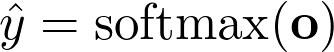 ŷ = softmax(𝐨)